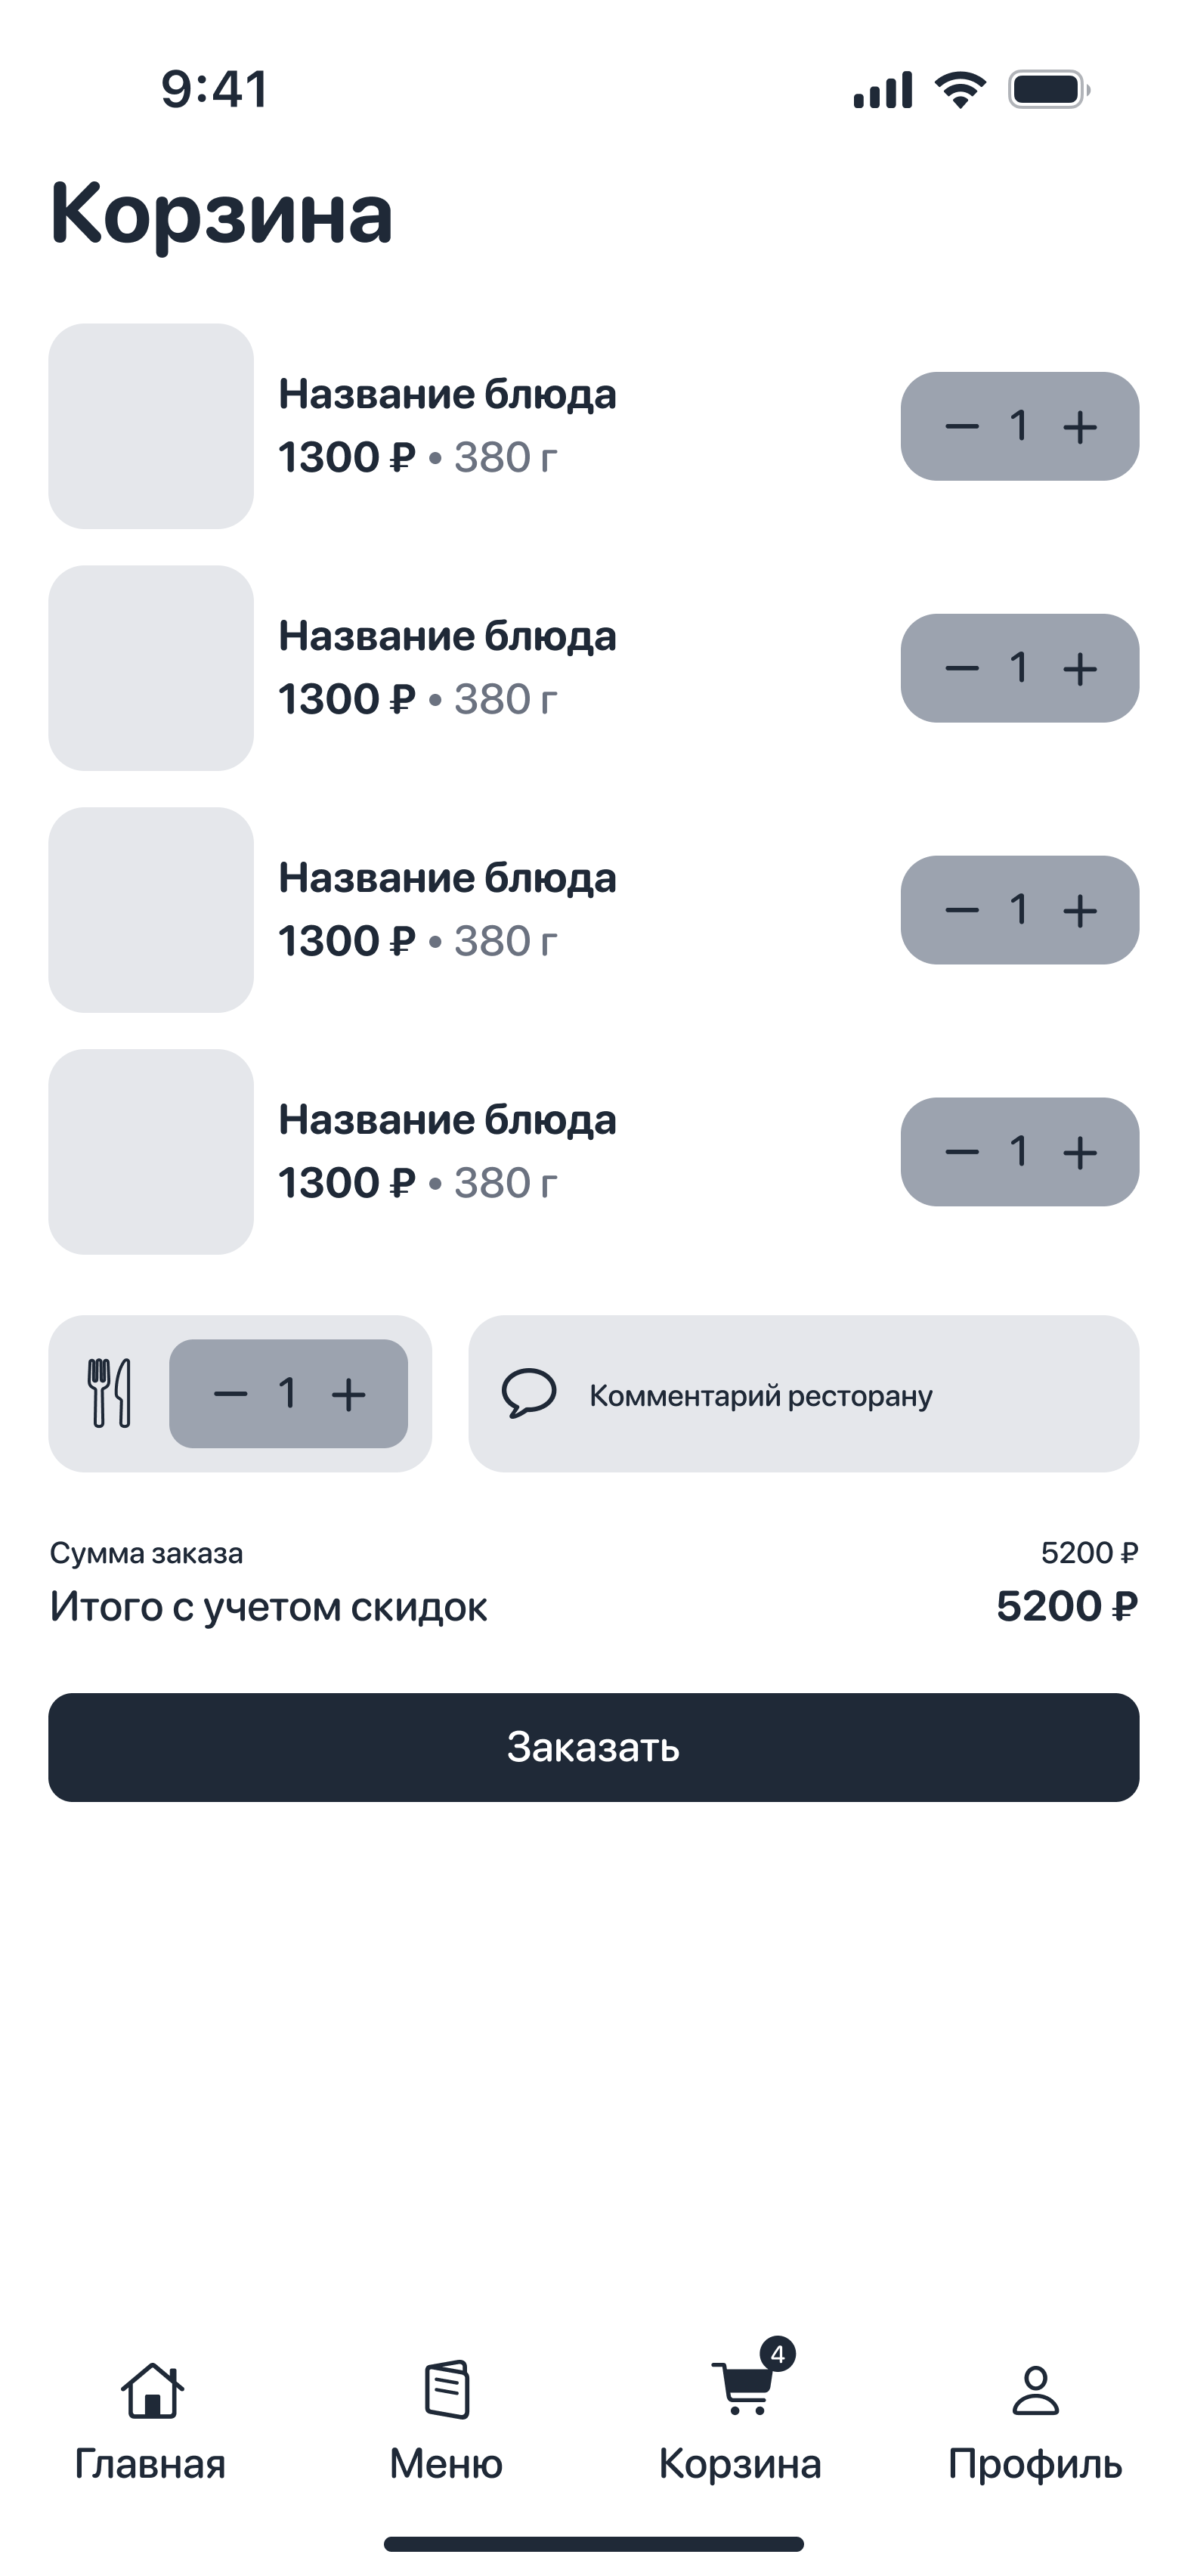 9:41
Корзина
Название блюда
1300 ₽ • 380 г
1
Название блюда
1300 ₽ • 380 г
1
Название блюда
1300 ₽ • 380 г
1
Название блюда
1300 ₽ • 380 г
1
1
Комментарий ресторану
Сумма заказа 5200 ₽
Итого с учетом скидок 5200 ₽
Заказать
4
Главная Меню Корзина Профиль